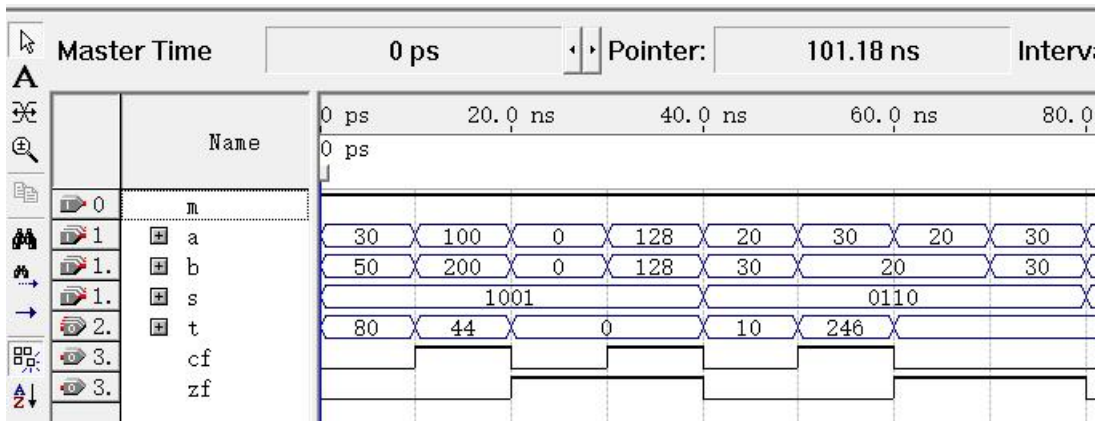 Master Time 0 ps Pointer: 101.18 ns Interv
A
0 ps 20.0 ns 40.0 ns 60.0 ns 80.0
Name
0 ps
0 m
1 a 30 100 0 128 20 30 20 30
1. b 50 200 0 128 30 20 30
1. s 1001 0110
2. t 80 44 0 10 246
3. cf
3. zf
A
Z